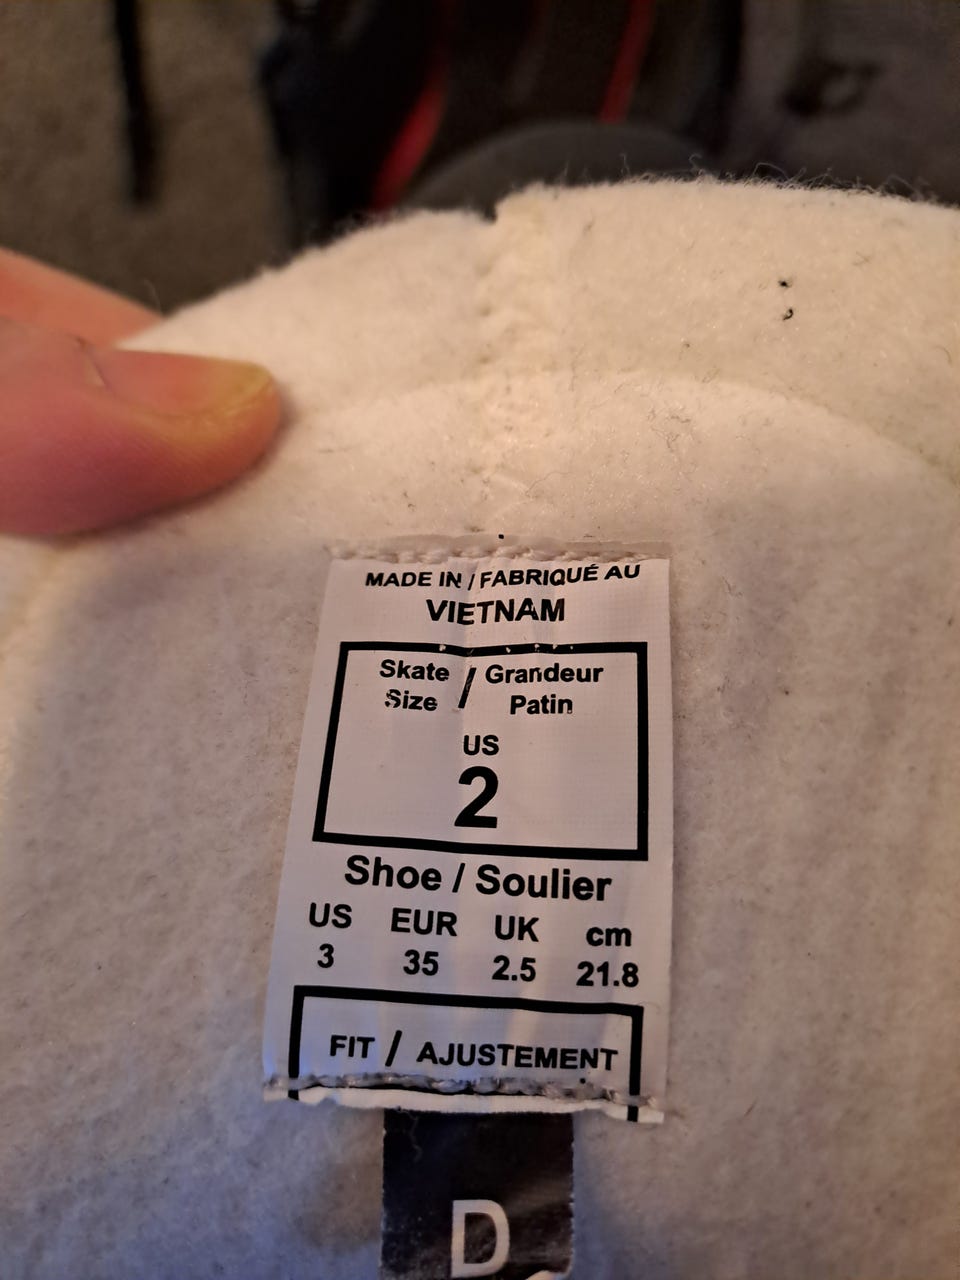 MADE IN / FABRIQUÉ AU
VIETNAM
Skate / Grandeur
Size Patin
US
2
Shoe / Soulier
US EUR UK cm
3 35 2.5 21.8
FIT / AJUSTEMENT
D